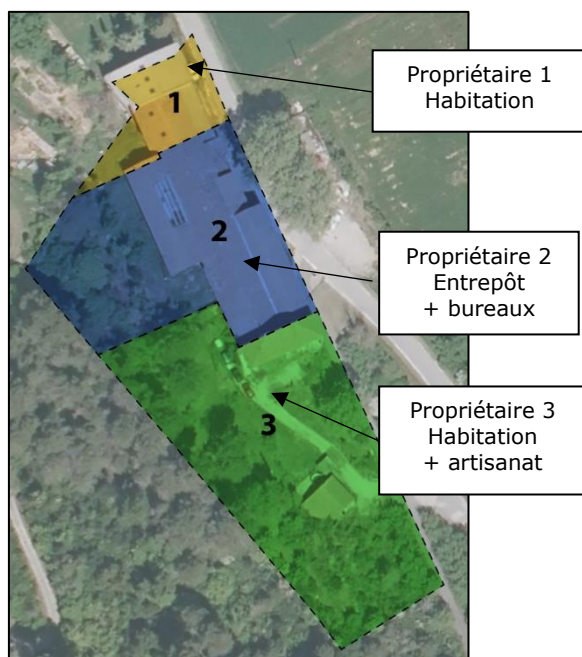 1
Propriétaire 1
Habitation
2
Propriétaire 2
Entrepôt
+ bureaux
3
Propriétaire 3
Habitation
+ artisanat